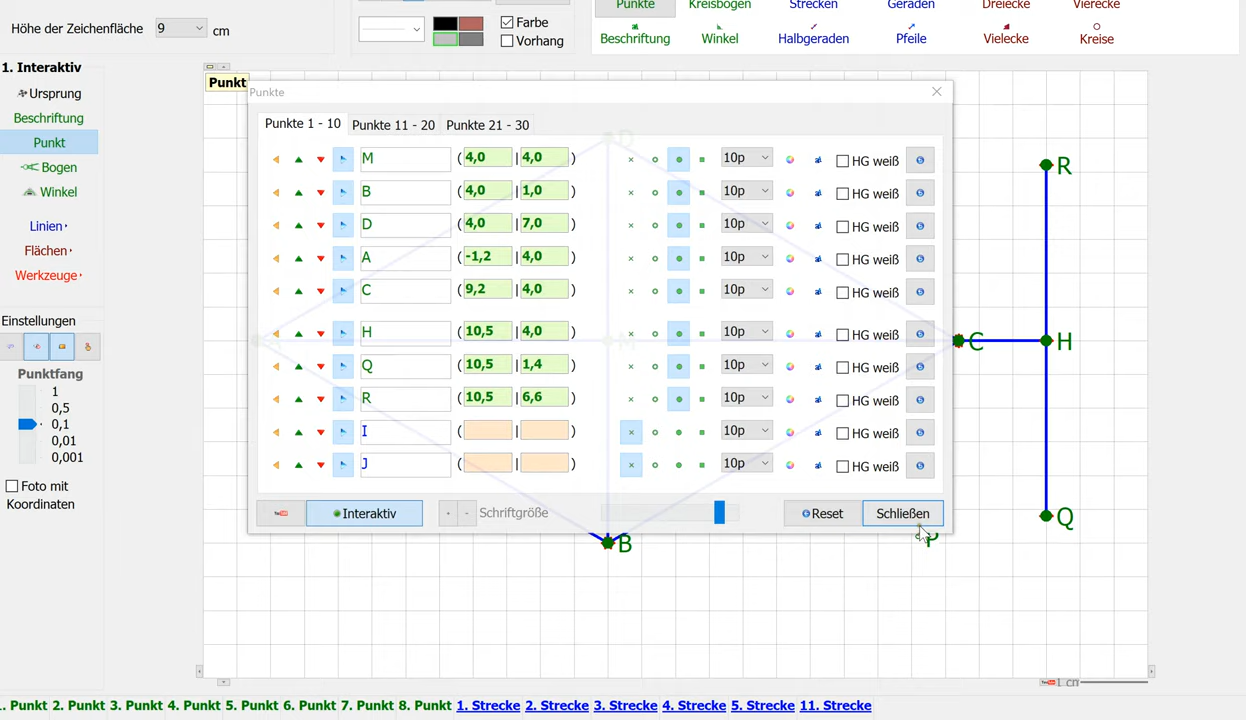 Höhe der Zeichenfläche 9 cm
Farbe
Vorhang
Punkte Kreisbögen Strecken Geraden Dreiecke Vierecke
Beschriftung Winkel Halbgeraden Pfeile Vielecke Kreise
1. Interaktiv
Ursprung
Beschriftung
Punkt
Bogen
Winkel
Linien
Flächen
Werkzeuge
Einstellungen
Punktfang
1
0,5
0,1
0,01
0,001
Foto mit
Koordinaten
Punkt
Punkte
Punkte 1 - 10 Punkte 11 - 20 Punkte 21 - 30
M ( 4,0 | 4,0 ) 10p HG weiß
B ( 4,0 | 1,0 ) 10p HG weiß
D ( 4,0 | 7,0 ) 10p HG weiß
A ( -1,2 | 4,0 ) 10p HG weiß
C ( 9,2 | 4,0 ) 10p HG weiß
H ( 10,5 | 4,0 ) 10p HG weiß
Q ( 10,5 | 1,4 ) 10p HG weiß
R ( 10,5 | 6,6 ) 10p HG weiß
I ( | ) 10p HG weiß
J ( | ) 10p HG weiß
Interaktiv + - Schriftgröße Reset Schließen
D
M
R
C
H
Q
B
P
1 cm
1. Punkt 2. Punkt 3. Punkt 4. Punkt 5. Punkt 6. Punkt 7. Punkt 8. Punkt 1. Strecke 2. Strecke 3. Strecke 4. Strecke 5. Strecke 11. Strecke